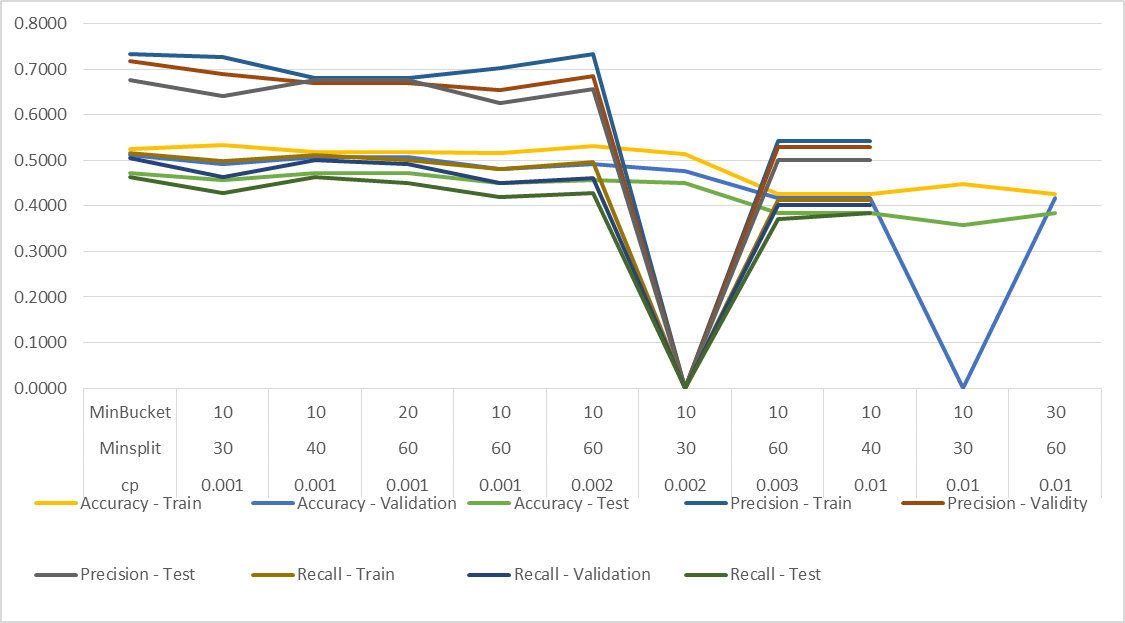 0.8000
0.7000
0.6000
0.5000
0.4000
0.3000
0.2000
0.1000
0.0000
MinBucket 10 10 20 10 10 10 10 10 10 30
Minsplit 30 40 60 60 60 30 60 40 30 60
cp 0.001 0.001 0.001 0.001 0.002 0.002 0.003 0.01 0.01 0.01
Accuracy - Train Accuracy - Validation Accuracy - Test Precision - Train Precision - Validity
Precision - Test Recall - Train Recall - Validation Recall - Test